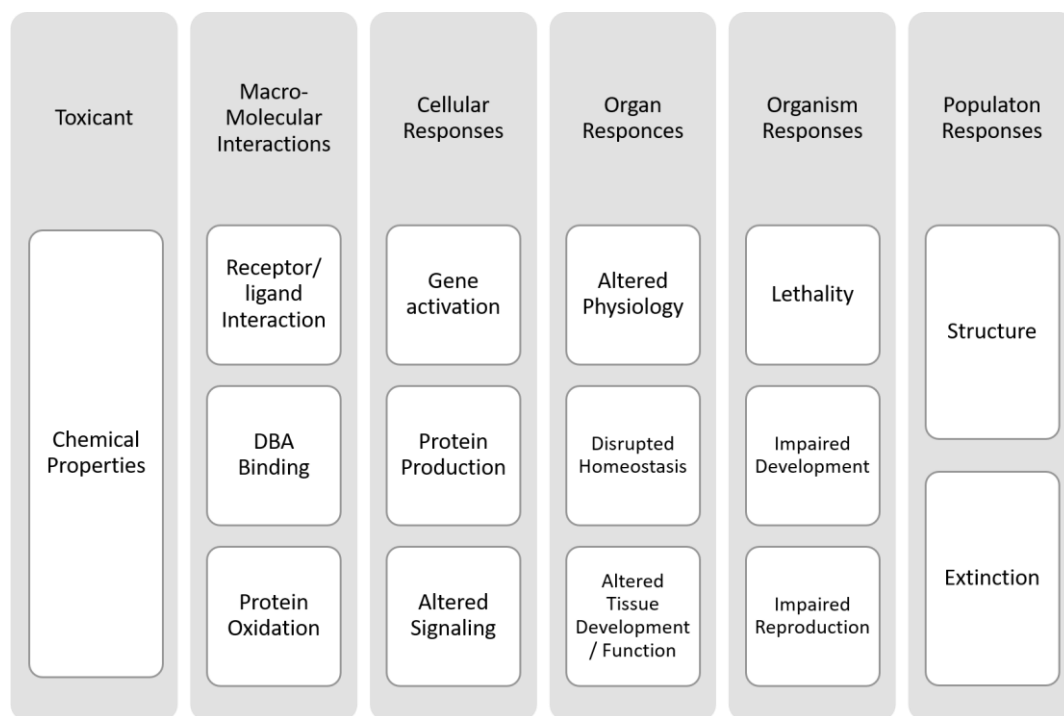 Toxicant
Chemical
Properties
Macro-
Molecular
Interactions
Receptor/
ligand
Interaction
DBA
Binding
Protein
Oxidation
Cellular
Responses
Gene
activation
Protein
Production
Altered
Signaling
Organ
Responces
Altered
Physiology
Disrupted
Homeostasis
Altered
Tissue
Development
/ Function
Organism
Responses
Lethality
Impaired
Development
Impaired
Reproduction
Populaton
Responses
Structure
Extinction